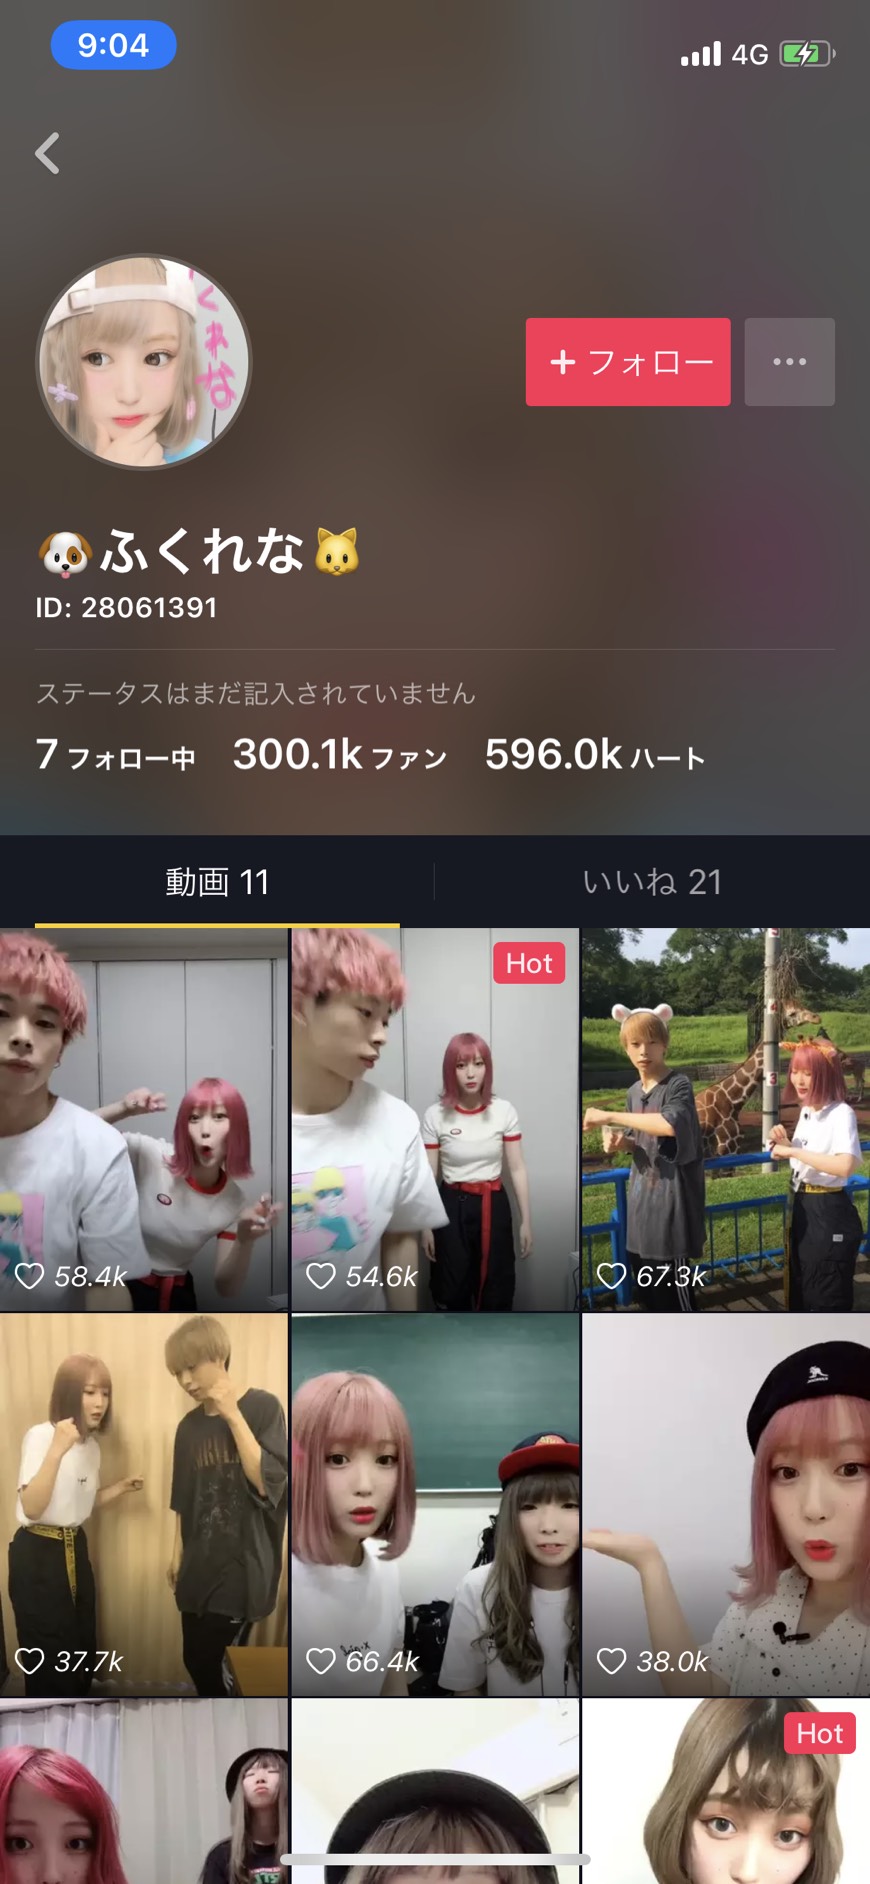 9:04
4G
くれな
+ フォロー
🐶ふくれな🐱
ID: 28061391
ステータスはまだ記入されていません
7 フォロー中 300.1k ファン 596.0k ハート
動画 11 いいね 21
Hot
58.4k 54.6k 67.3k
37.7k 66.4k 38.0k
Hot